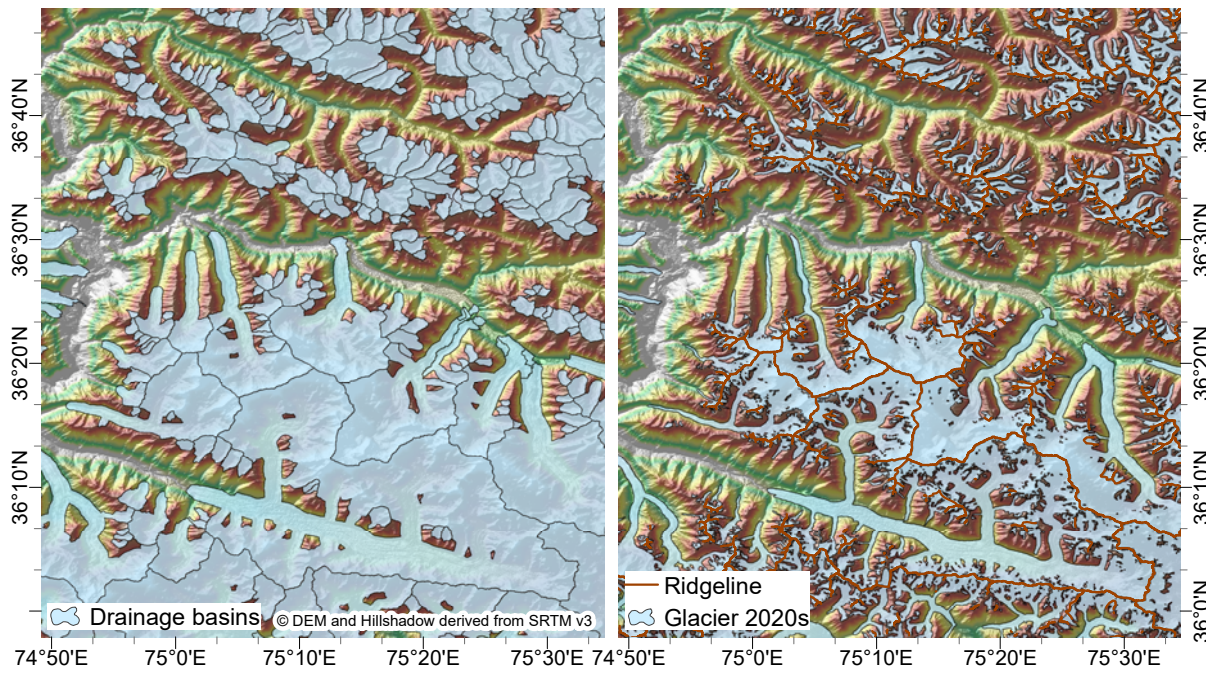 36°40'N
36°30'N
36°20'N
36°10'N
Drainage basins
© DEM and Hillshadow derived from SRTM v3
74°50'E
75°0'E
75°10'E
75°20'E
75°30'E
Ridgeline
Glacier 2020s
36°40'N
36°30'N
36°20'N
36°10'N
36°0'N
74°50'E
75°0'E
75°10'E
75°20'E
75°30'E